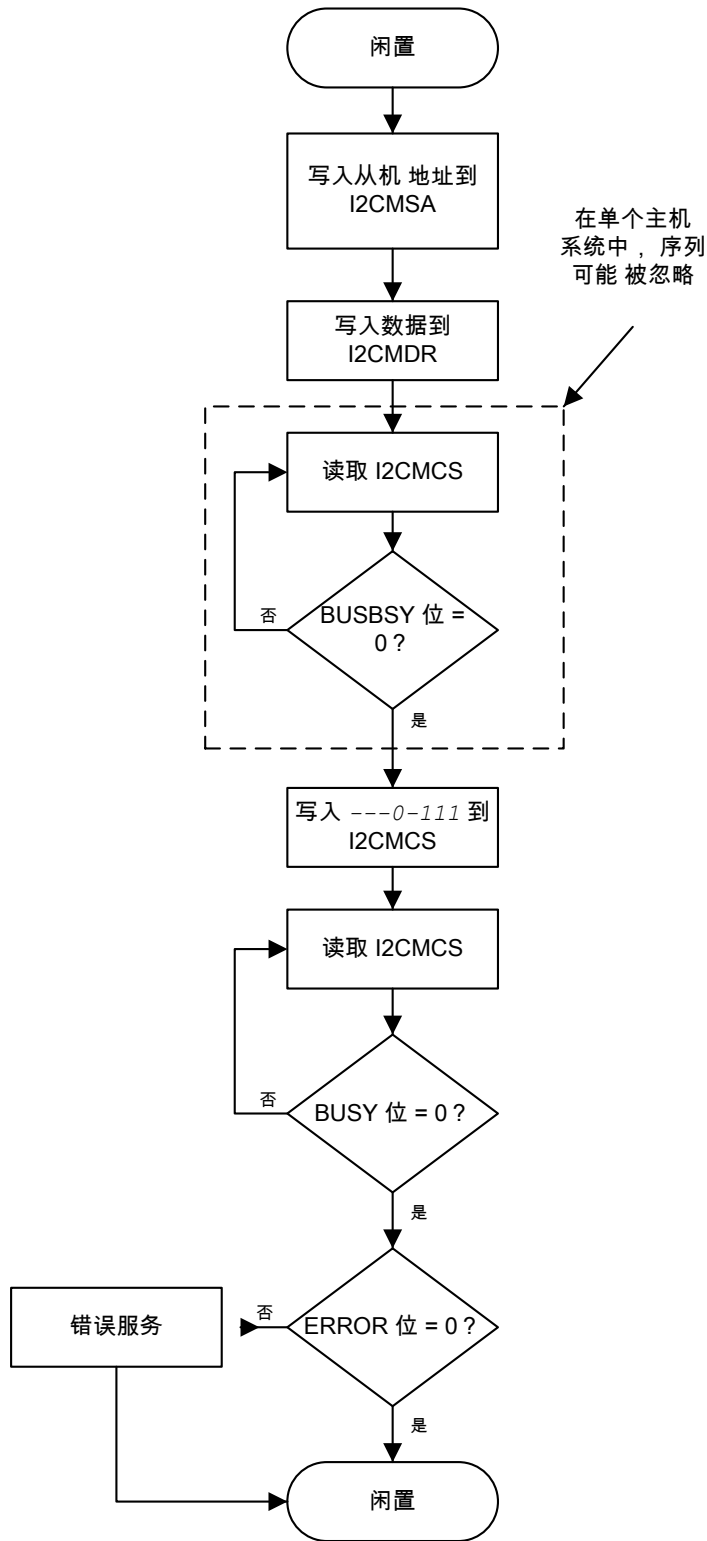 闲置
写入从机 地址到
I2CMSA
在单个主机
系统中， 序列
可能 被忽略
写入数据到
I2CMDR
读取 I2CMCS
否
BUSBSY 位 =
0？
是
写入 ---0-111 到
I2CMCS
读取 I2CMCS
否
BUSY 位 = 0？
是
错误服务
否
ERROR 位 = 0？
是
闲置